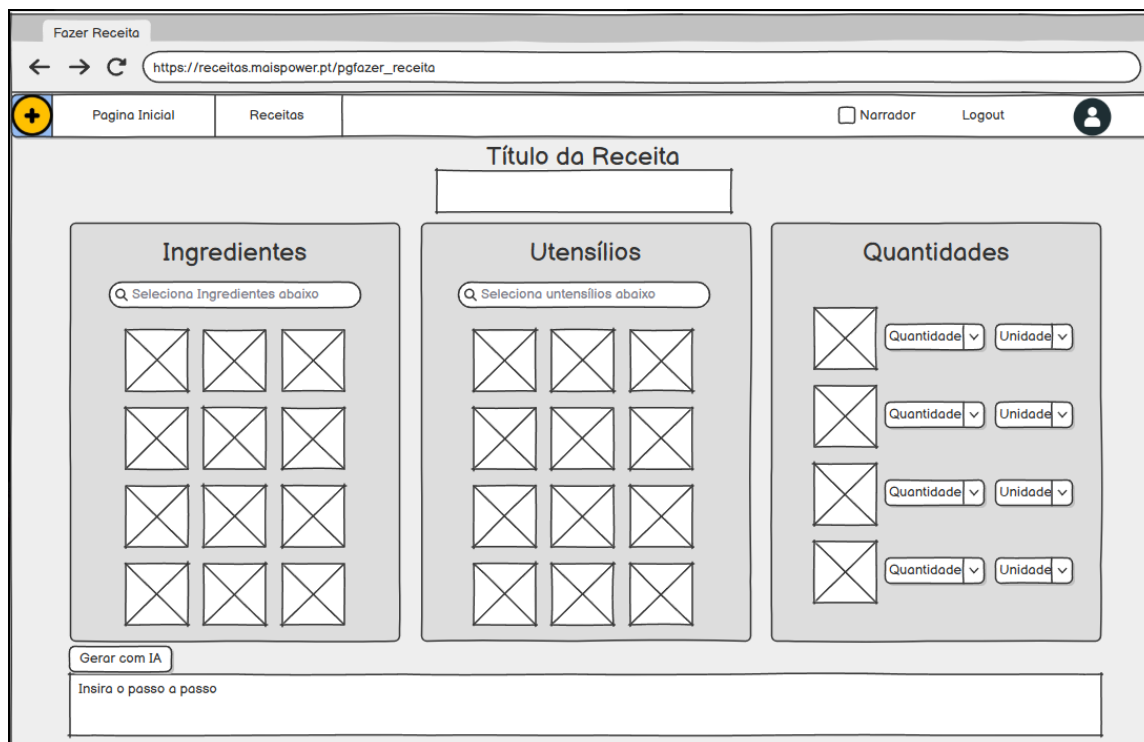 Fazer Receita
https://receitas.maispower.pt/pgfazer_receita
Pagina Inicial
Receitas
Narrador
Logout
Título da Receita
Ingredientes
Seleciona Ingredientes abaixo
Utensílios
Seleciona untensílios abaixo
Quantidades
Quantidade Unidade
Quantidade Unidade
Quantidade Unidade
Quantidade Unidade
Gerar com IA
Insira o passo a passo